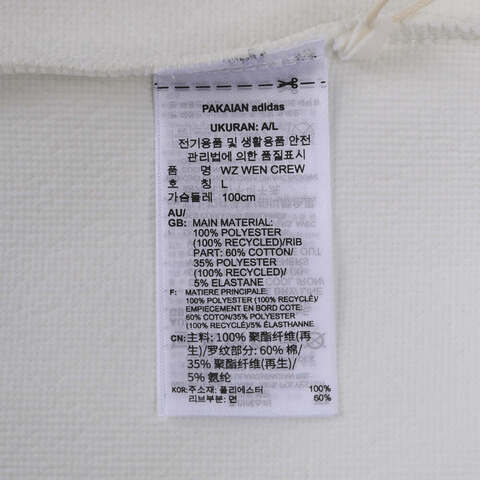 PAKAIAN adidas
UKURAN: A/L
전기용품 및 생활용품 안전
관리법에 의한 품질표시
품 명 WZ WEN CREW
호 칭 L
가슴둘레 100cm
AU/
GB: MAIN MATERIAL:
100% POLYESTER
(100% RECYCLED)/RIB
PART: 60% COTTON/
35% POLYESTER
(100% RECYCLED)/
5% ELASTANE
F: MATIERE PRINCIPALE:
100% POLYESTER (100% RECYCLE)/
EMPIECEMENT EN BORD COTE:
60% COTON/35% POLYESTER
(100% RECYCLE)/5% ÉLASTHANNE
CN: 主料: 100% 聚酯纤维(再
生)/罗纹部分: 60% 棉/
35% 聚酯纤维(再生)/
5% 氨纶
KOR: 주소재: 폴리에스터 100%
리브부분: 면 60%